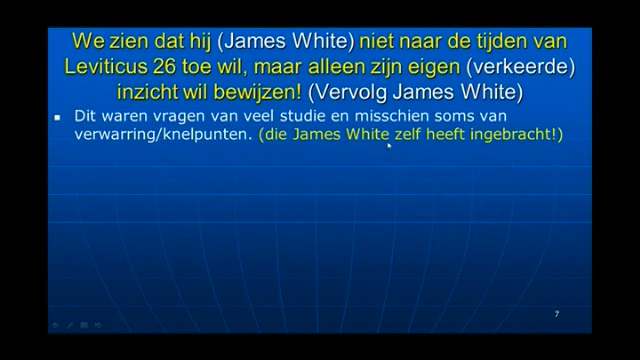 We zien dat hij (James White) niet naar de tijden van
Leviticus 26 toe wil, maar alleen zijn eigen (verkeerde)
inzicht wil bewijzen! (Vervolg James White)
Dit waren vragen van veel studie en misschien soms van
verwarring/knelpunten. (die James White zelf heeft ingebracht!)
7